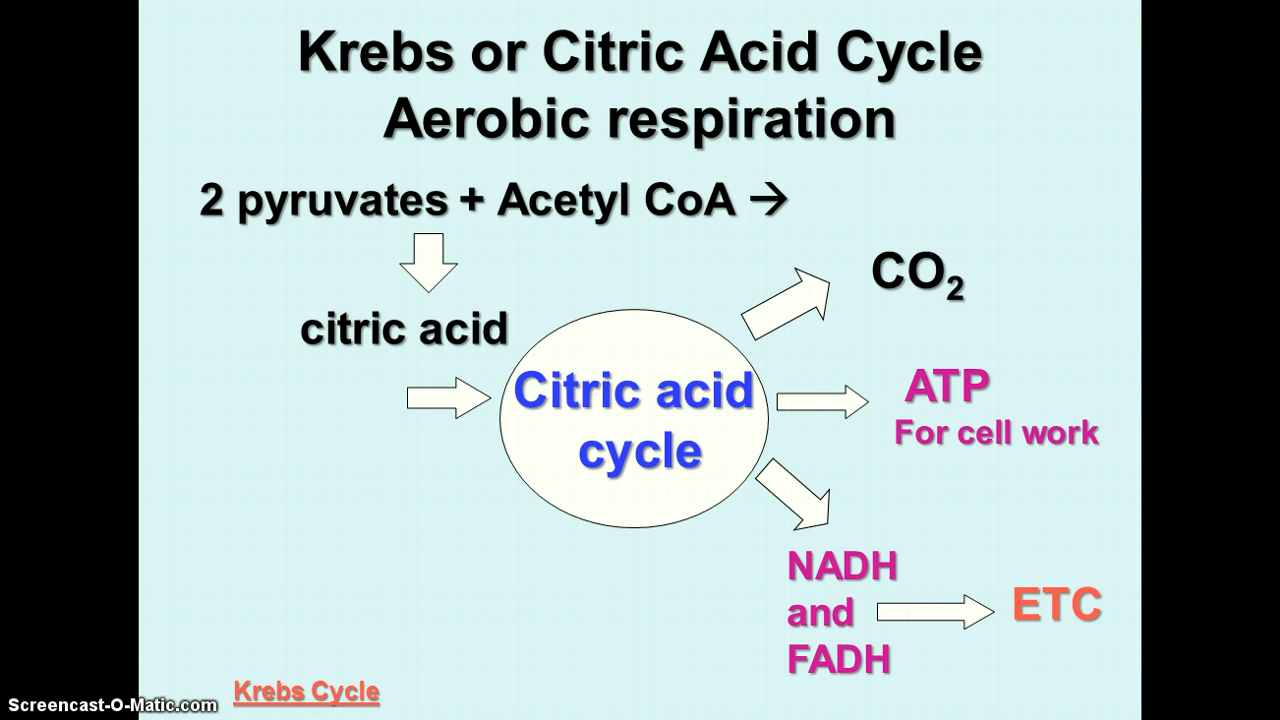 Krebs or Citric Acid Cycle
Aerobic respiration
2 pyruvates + Acetyl CoA →
CO₂
citric acid
Citric acid
cycle
ATP
For cell work
NADH
and
FADH
ETC
Krebs Cycle
Screencast-O-Matic.com